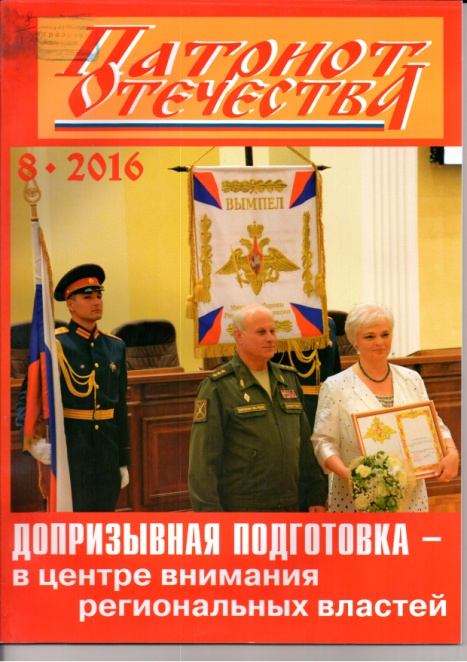 ПАТРИОТ
ОТЕЧЕСТВА
8 • 2016
ВЫМПЕЛ
ДОПРИЗЫВНАЯ ПОДГОТОВКА –
в центре внимания
региональных властей